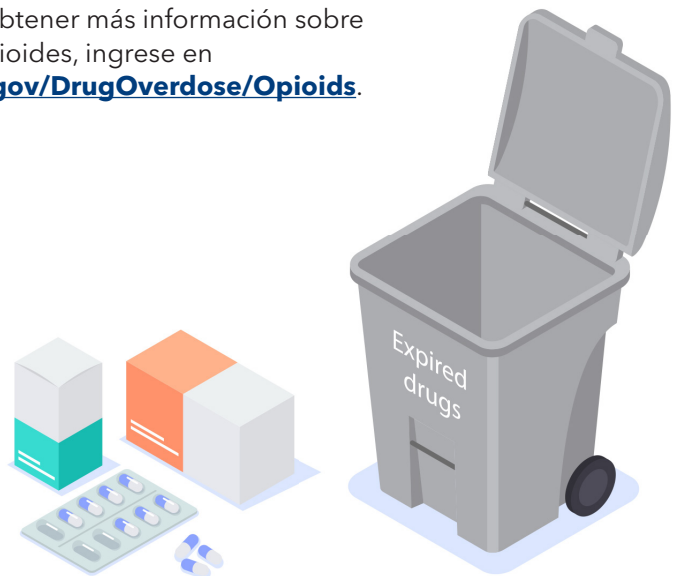 btener más información sobre
ioides, ingrese en
gov/DrugOverdose/Opioids.
Expired
drugs